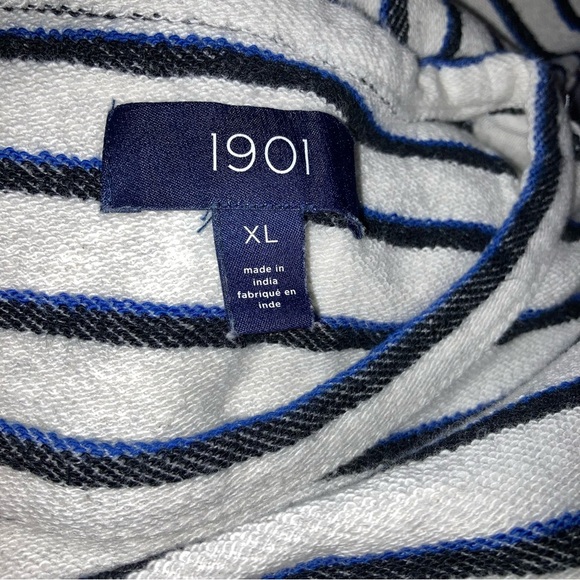 1901
XL
made in
india
fabriqué en
inde